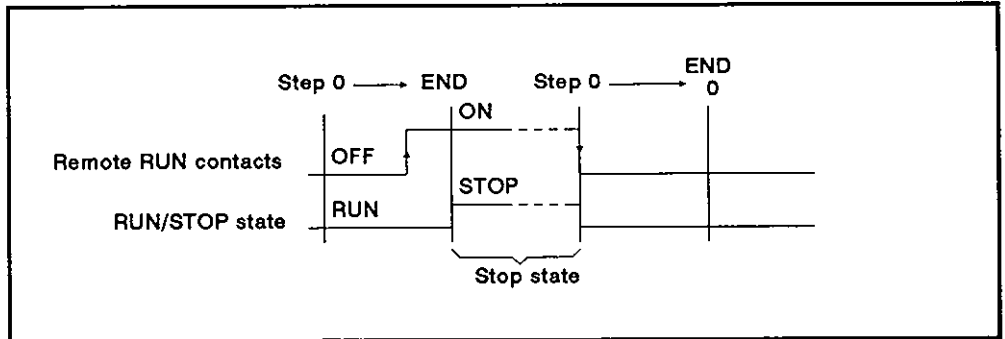 Step 0 → END Step 0 → END
0
ON
Remote RUN contacts OFF
STOP
RUN/STOP state RUN
Stop state